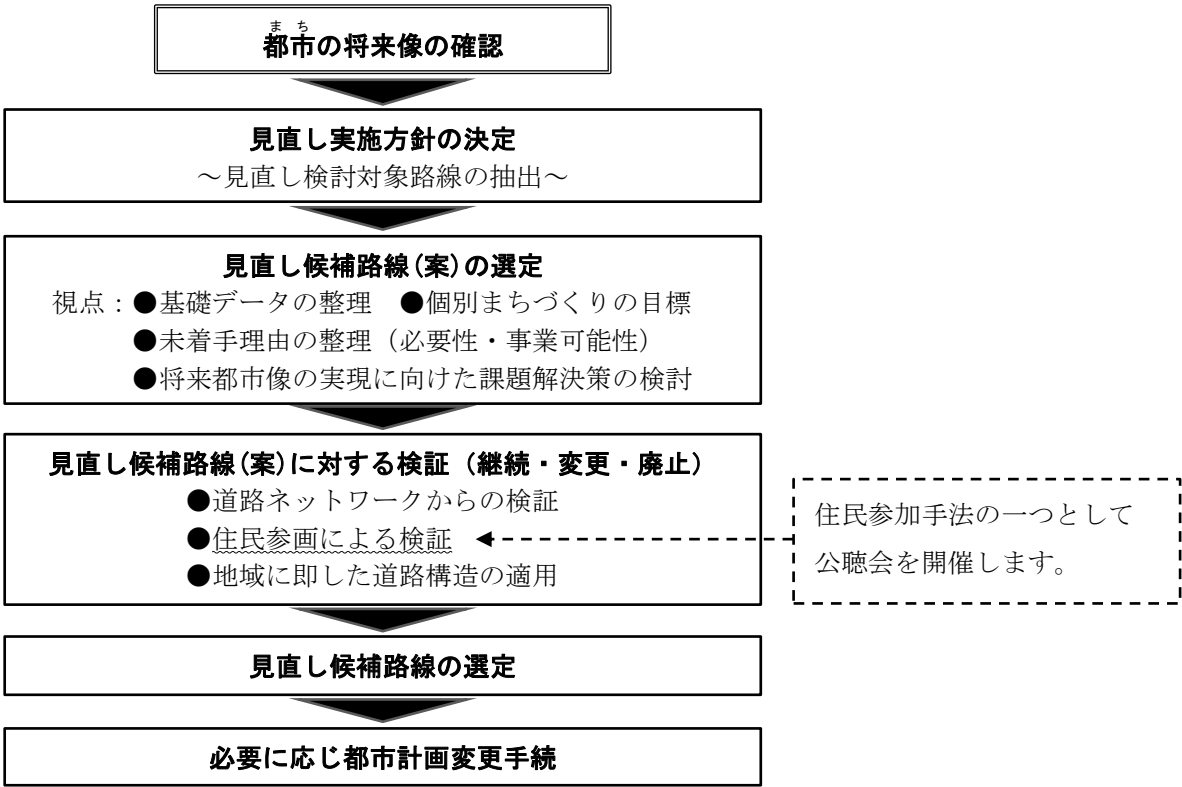 まち
都市の将来像の確認
見直し実施方針の決定
～見直し検討対象路線の抽出～
見直し候補路線(案)の選定
視点：●基礎データの整理　●個別まちづくりの目標
●未着手理由の整理（必要性・事業可能性）
●将来都市像の実現に向けた課題解決策の検討
見直し候補路線(案)に対する検証（継続・変更・廃止）
●道路ネットワークからの検証
●住民参画による検証
●地域に即した道路構造の適用
住民参加手法の一つとして
公聴会を開催します。
見直し候補路線の選定
必要に応じ都市計画変更手続